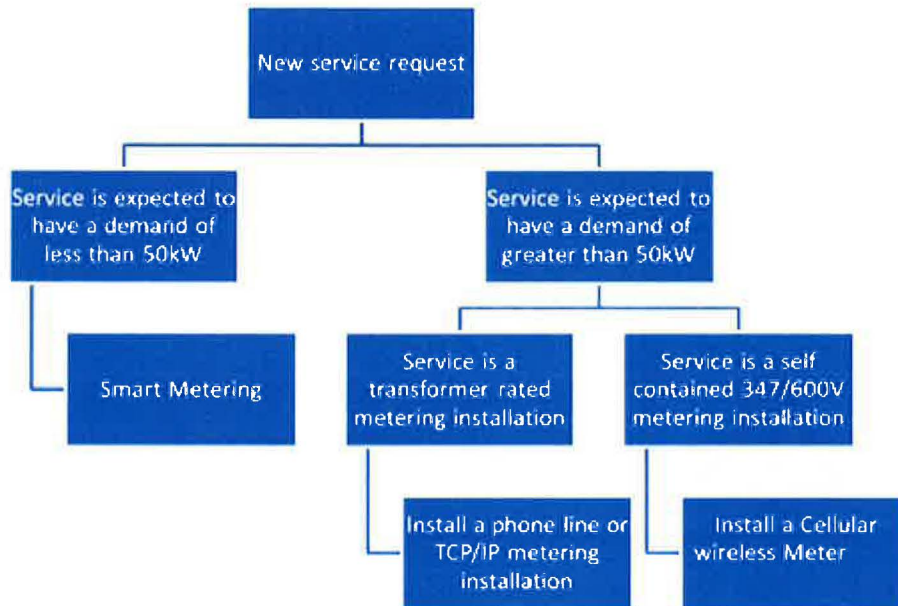 New service request
Service is expected to
have a demand of
less than 50kW
Service is expected to
have a demand of
greater than 50kW
Smart Metering
Service is a
transformer rated
metering installation
Service is a self
contained 347/600V
metering installation
Install a phone line or
TCP/IP metering
installation
Install a Cellular
wireless Meter